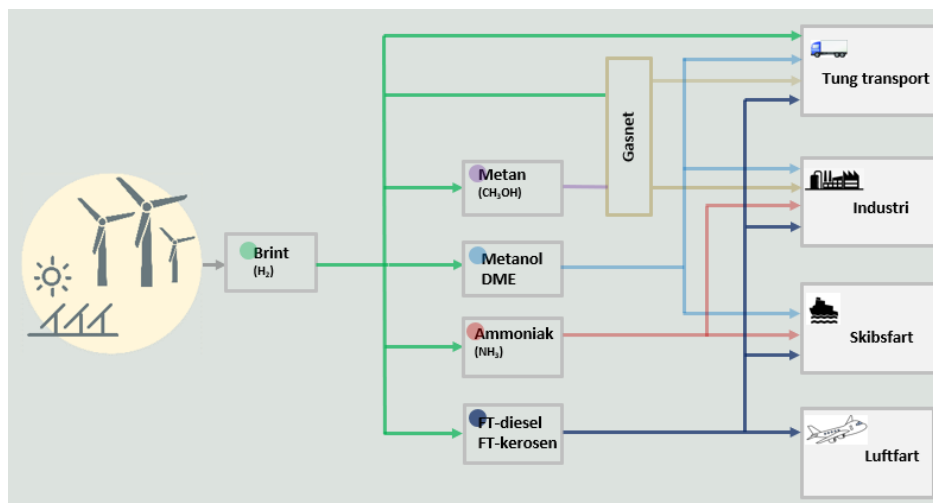 Brint
(H₂)
Metan
(CH₃OH)
Metanol
DME
Ammoniak
(NH₃)
FT-diesel
FT-kerosen
Gasnet
Tung transport
Industri
Skibsfart
Luftfart